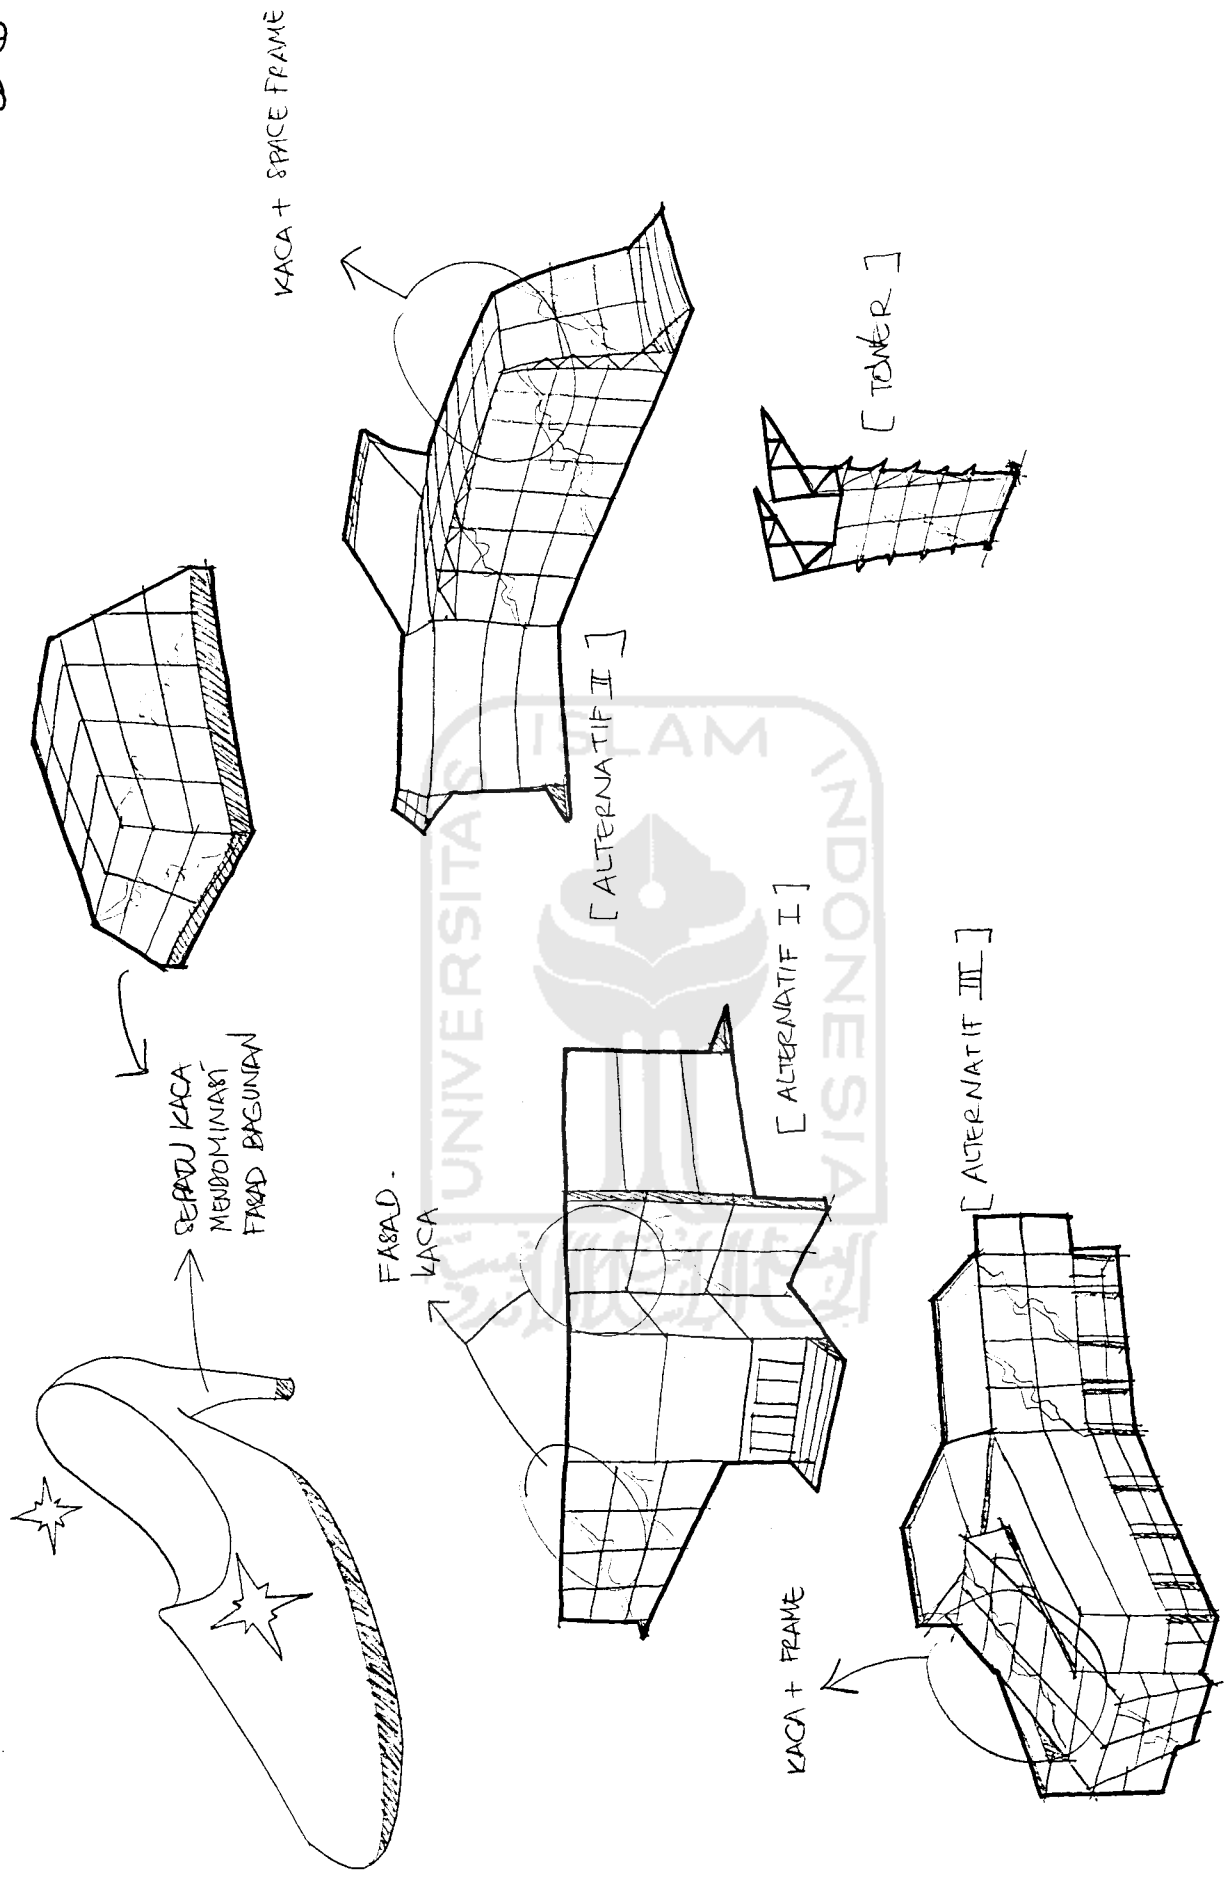 SEPATU KACA
MENDOMINASI
FASAD BAGUNAN
KACA + SPACE FRAME
FASAD.
KACA
[ ALTERNATIF II ]
[ ALTERNATIF I ]
[ TOWER ]
KACA + FRAME
[ ALTERNATIF III ]
UNIVERSITAS
ISLAM
INDONESIA